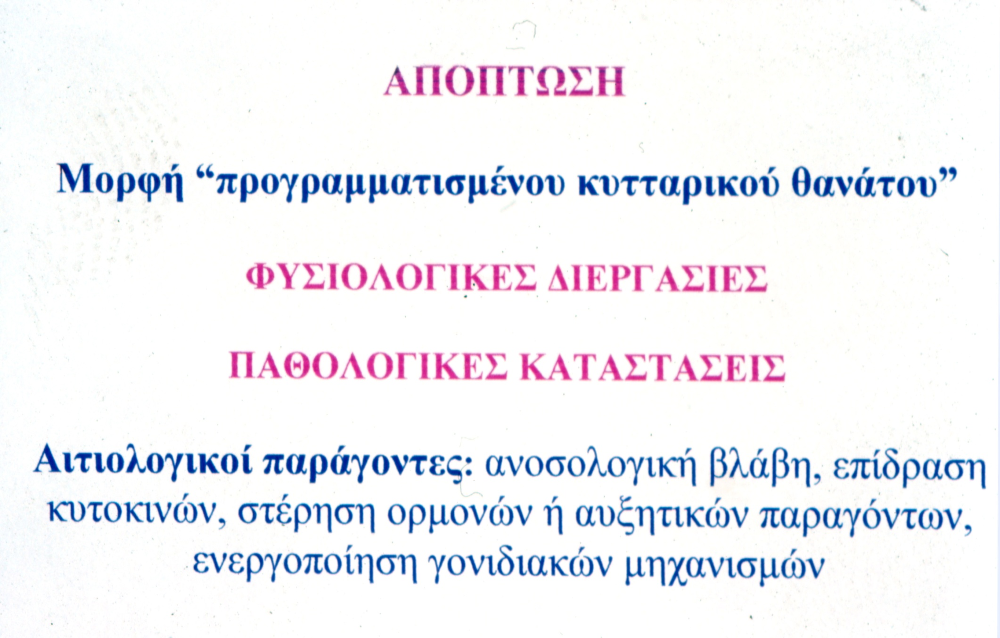 ΑΠΟΠΤΩΣΗ
Μορφή “προγραμματισμένου κυτταρικού θανάτου”
ΦΥΣΙΟΛΟΓΙΚΕΣ ΔΙΕΡΓΑΣΙΕΣ
ΠΑΘΟΛΟΓΙΚΕΣ ΚΑΤΑΣΤΑΣΕΙΣ
Αιτιολογικοί παράγοντες: ανοσολογική βλάβη, επίδραση
κυτοκινών, στέρηση ορμονών ή αυξητικών παραγόντων,
ενεργοποίηση γονιδιακών μηχανισμών